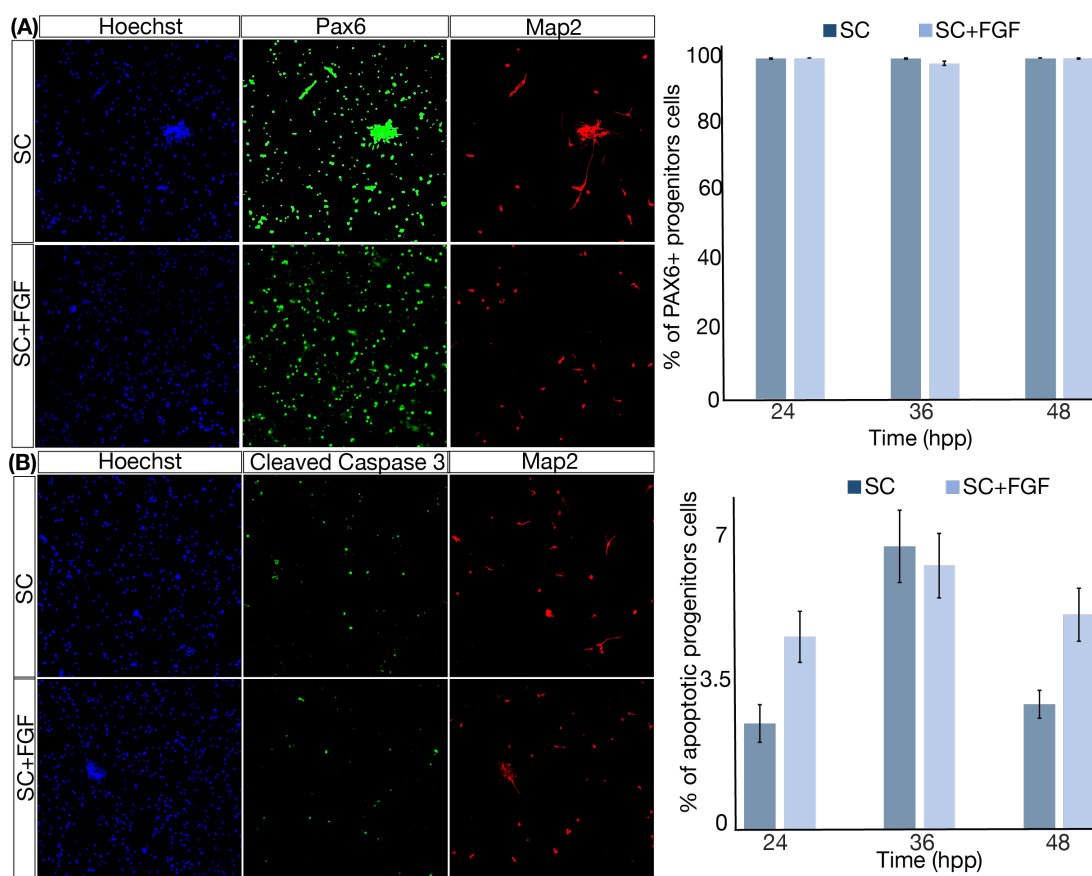 (A) Hoechst Pax6 Map2
SC
SC+FGF
SC SC+FGF
% of PAX6+ progenitors cells
100
80
60
40
20
0
24 36 48
Time (hpp)
(B) Hoechst Cleaved Caspase 3 Map2
SC
SC+FGF
SC SC+FGF
% of apoptotic progenitors cells
7
3.5
0
24 36 48
Time (hpp)